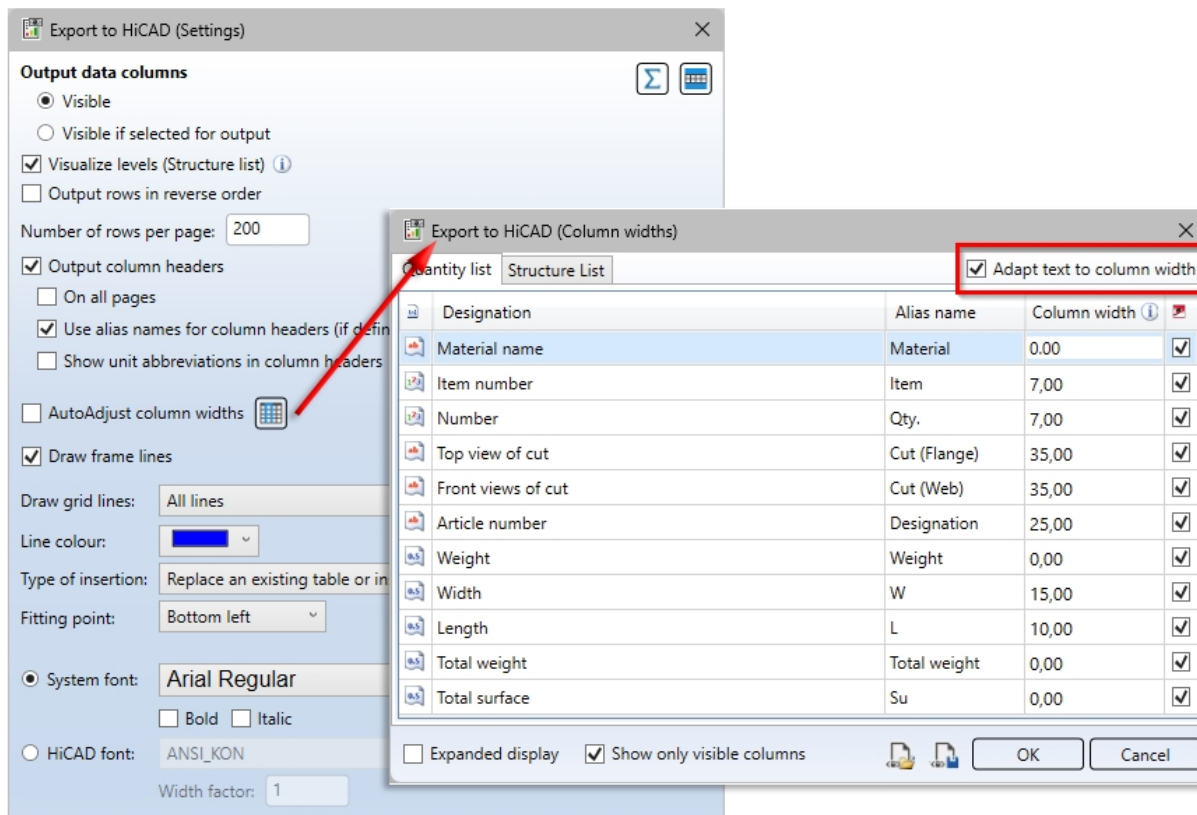 Export to HiCAD (Settings)
Output data columns
Visible
Visible if selected for output
Visualize levels (Structure list)
Output rows in reverse order
Number of rows per page: 200
Output column headers
On all pages
Use alias names for column headers (if defin
Show unit abbreviations in column headers
AutoAdjust column widths
Draw frame lines
Draw grid lines: All lines
Line colour:
Type of insertion: Replace an existing table or in
Fitting point: Bottom left
System font: Arial Regular
Bold Italic
HiCAD font: ANSI_KON
Width factor: 1
Export to HiCAD (Column widths)
Quantity list Structure List Adapt text to column width
Designation Alias name Column width
Material name Material 0.00
Item number Item 7,00
Number Qty. 7,00
Top view of cut Cut (Flange) 35,00
Front views of cut Cut (Web) 35,00
Article number Designation 25,00
Weight Weight 0,00
Width W 15,00
Length L 10,00
Total weight Total weight 0,00
Total surface Su 0,00
Expanded display Show only visible columns OK Cancel